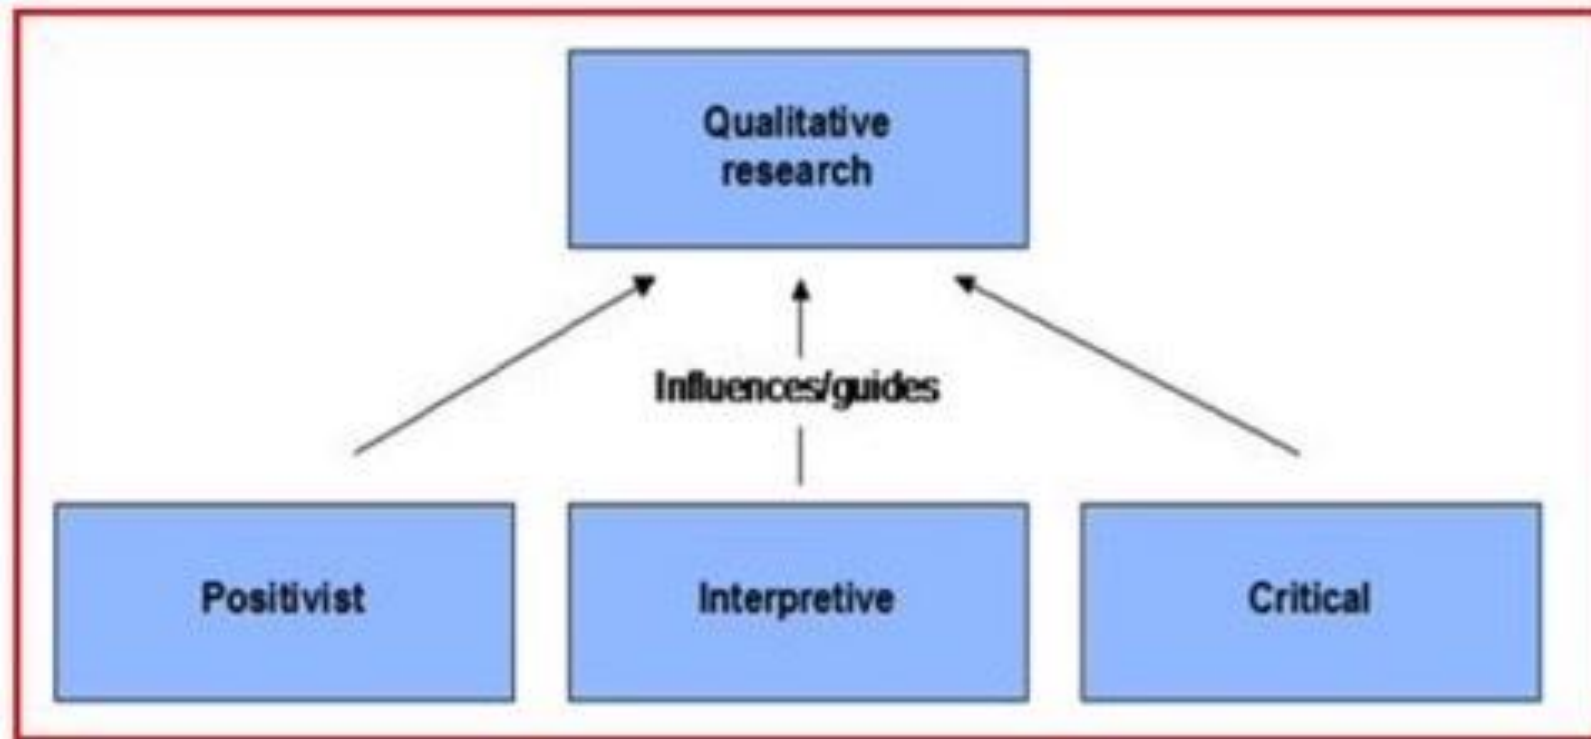 Qualitative
research
Influences/guides
Positivist
Interpretive
Critical